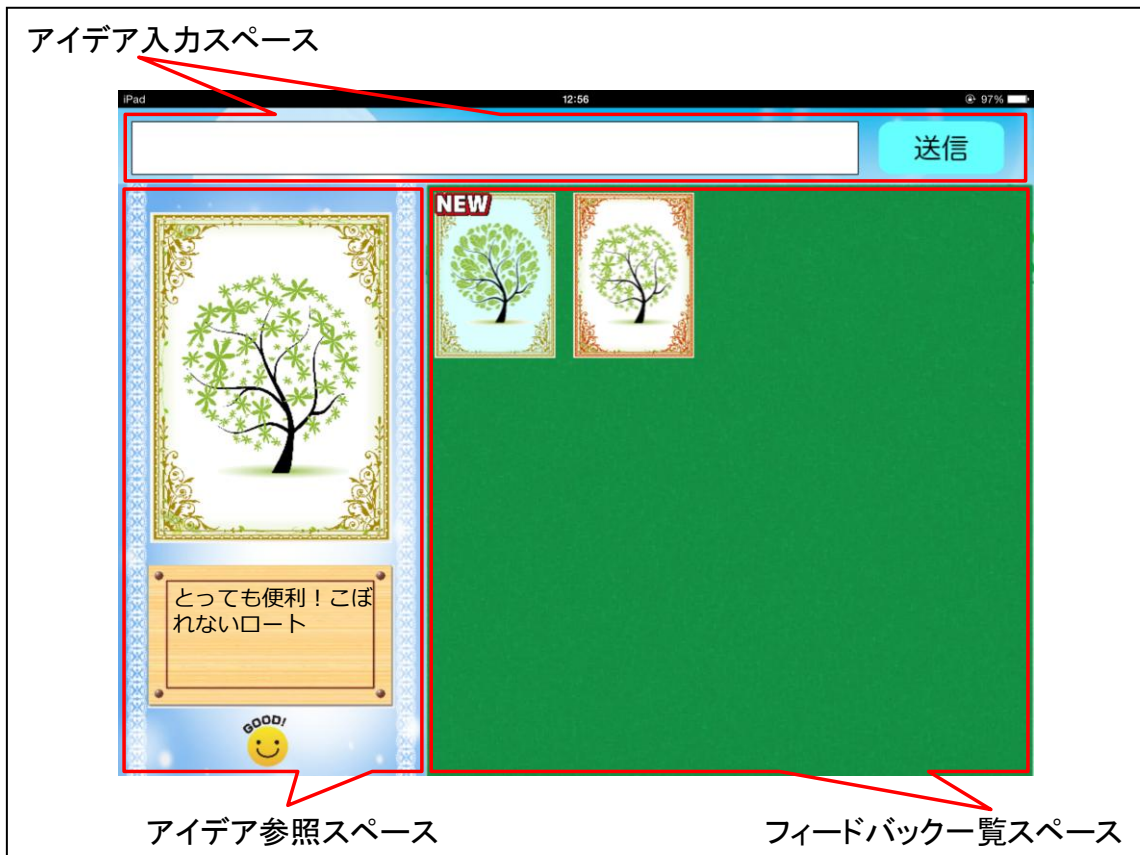 アイデア入力スペース
iPad
12:56
97%
送信
NEW
とっても便利！こぼ
れないロート
GOOD!
アイデア参照スペース
フィードバック一覧スペース